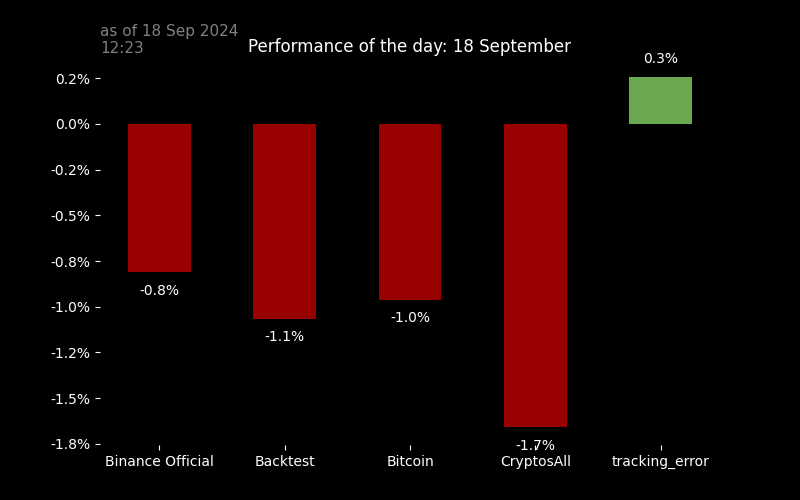 as of 18 Sep 2024
12:23
Performance of the day: 18 September
0.3%
0.2%
0.0%
-0.2%
-0.5%
-0.8%
-1.0%
-1.2%
-1.5%
-1.8%
-0.8%
-1.1%
-1.0%
-1.7%
Binance Official
Backtest
Bitcoin
CryptosAll
tracking_error